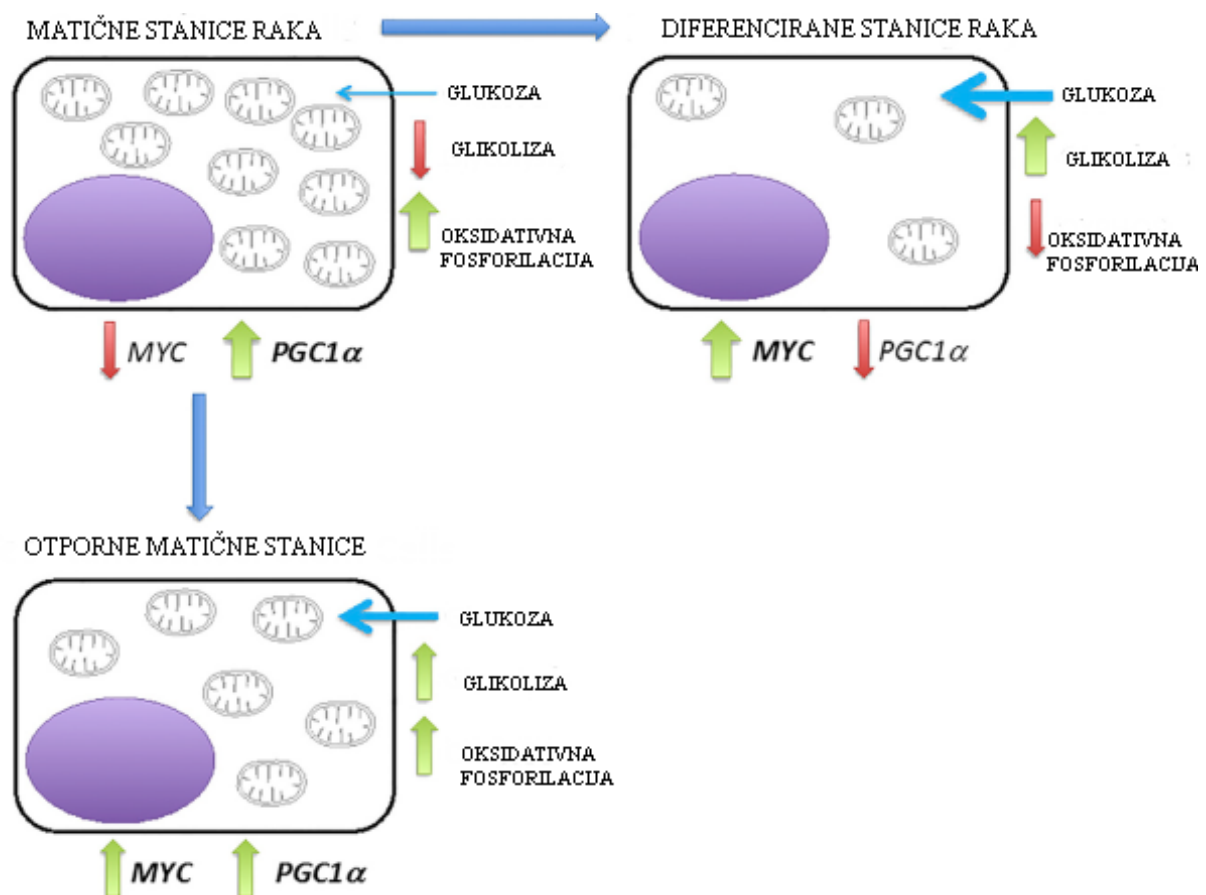 MATIČNE STANICE RAKA
GLUKOZA
GLIKOLIZA
OKSIDATIVNA
FOSFORILACIJA
MYC PGC1α
DIFERENCIRANE STANICE RAKA
GLUKOZA
GLIKOLIZA
OKSIDATIVNA
FOSFORILACIJA
MYC PGC1α
OTPORNE MATIČNE STANICE
GLUKOZA
GLIKOLIZA
OKSIDATIVNA
FOSFORILACIJA
MYC PGC1α